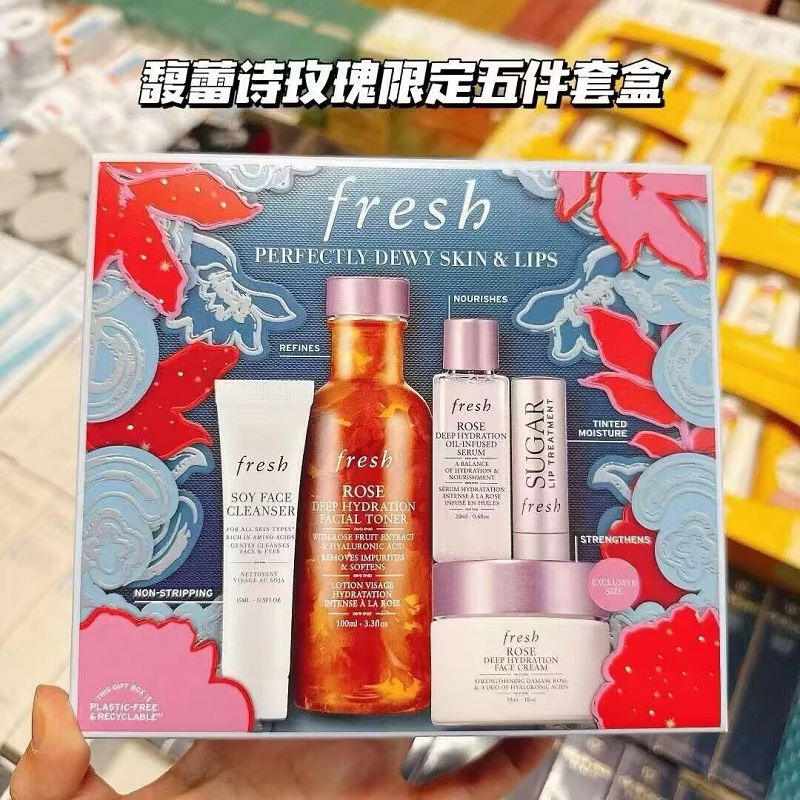 馥蕾诗玫瑰限定五件套盒
fresh
PERFECTLY DEWY SKIN & LIPS
NOURISHES
REFINES
TINTED
MOISTURE
STRENGTHENS
NON-STRIPPING
EXCLUSIVE
SIZE
fresh
SOY FACE
CLEANSER
FOR ALL SKIN TYPES*
RICH IN AMINO ACIDS
GENTLY CLEANSES
FACE & EYES
NETTOYANT
VISAGE AU SOJA
15ML - 0.5FL OZ
fresh
ROSE
DEEP HYDRATION
FACIAL TONER
WITH ROSE FRUIT EXTRACT
& HYALURONIC ACID
REMOVES IMPURITIES
& SOFTENS
LOTION VISAGE
HYDRATATION
INTENSE À LA ROSE
100ml - 3.3fl oz
fresh
ROSE
DEEP HYDRATION
OIL-INFUSED
SERUM
A BALANCE
OF HYDRATION &
NOURISHMENT
SÉRUM HYDRATATION
INTENSE À LA ROSE
INFUSÉ EN HUILES
20ml - 0.6fl oz
SUGAR
LIP TREATMENT
fresh
fresh
ROSE
DEEP HYDRATION
FACE CREAM
STRENGTHENING DAMASK ROSE
& A DUO OF HYALURONIC ACIDS
THIS GIFT BOX IS
PLASTIC-FREE
& RECYCLABLE